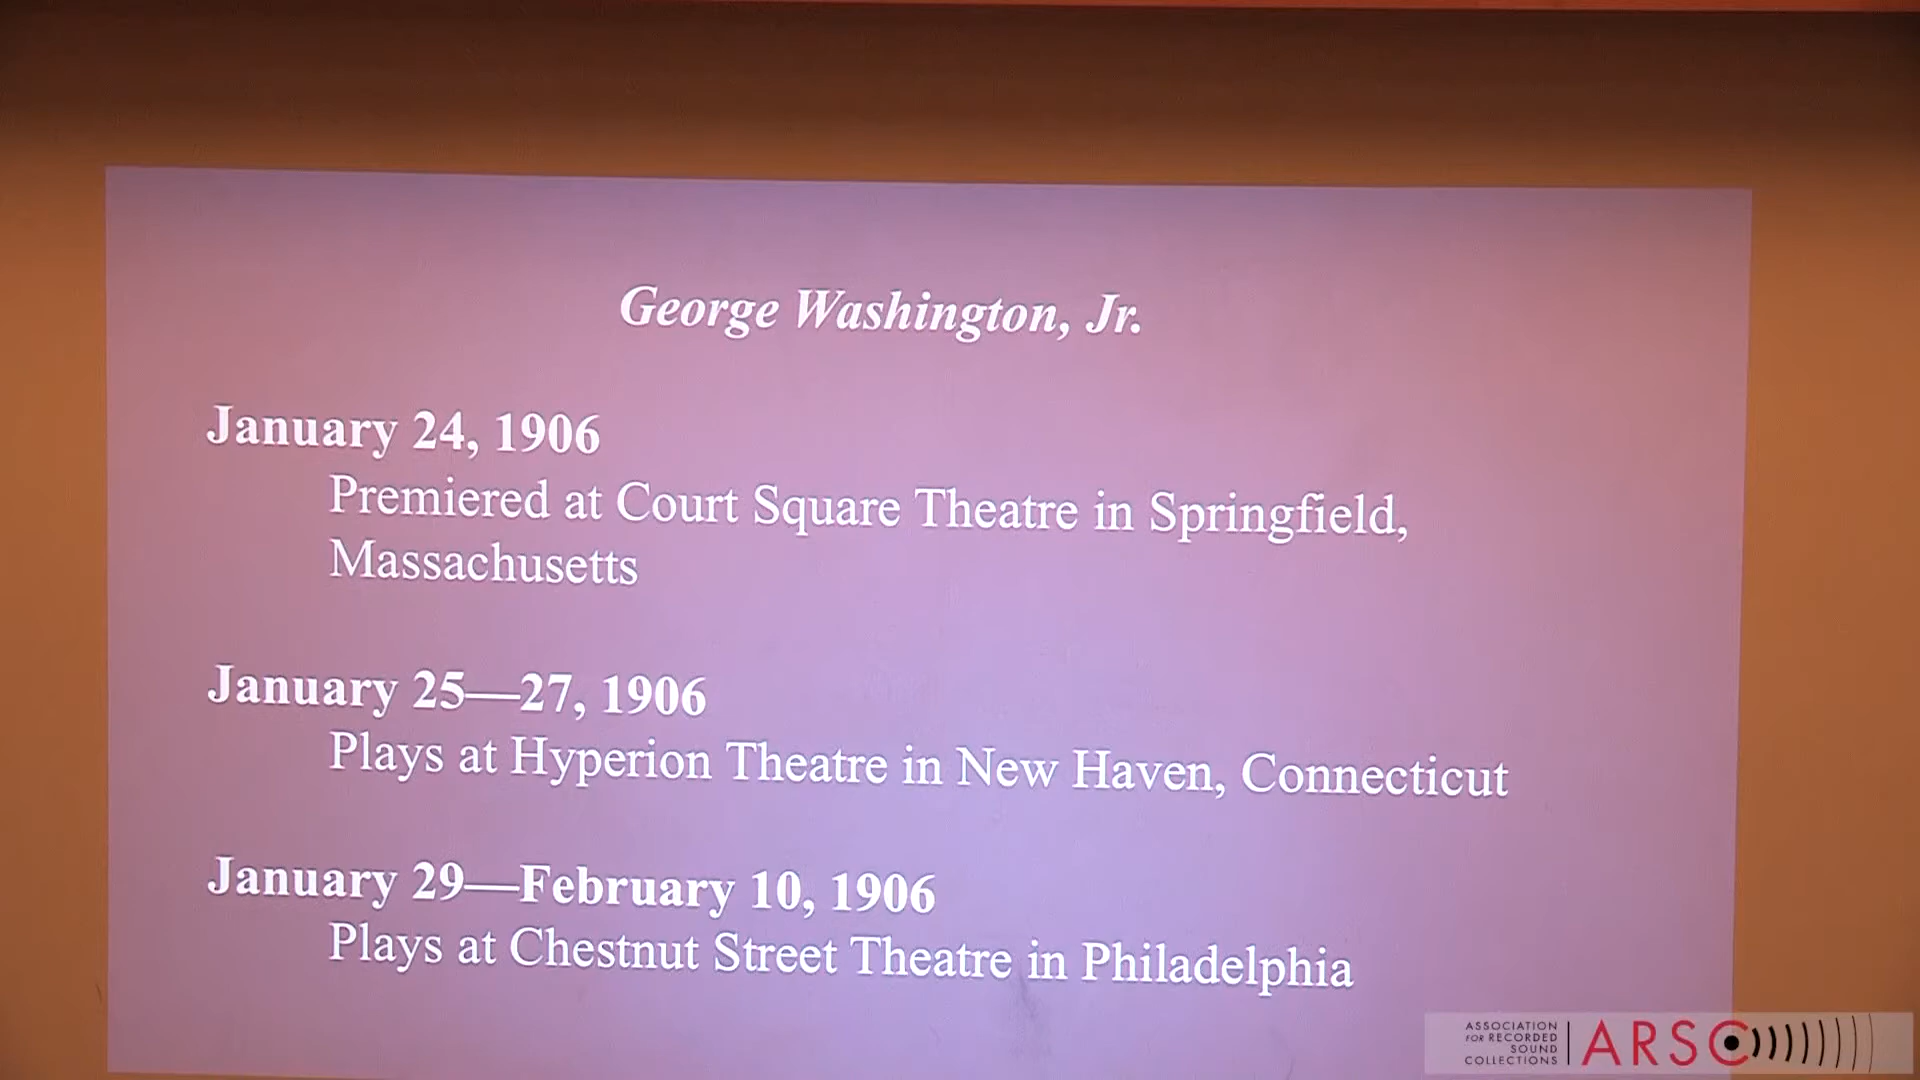 George Washington, Jr.
January 24, 1906
Premiered at Court Square Theatre in Springfield,
Massachusetts
January 25—27, 1906
Plays at Hyperion Theatre in New Haven, Connecticut
January 29—February 10, 1906
Plays at Chestnut Street Theatre in Philadelphia
ASSOCIATION
FOR RECORDED
SOUND
COLLECTIONS
ARSC